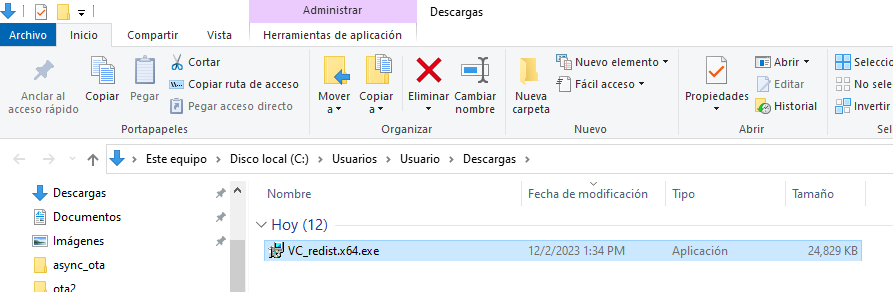 Administrar Descargas
Archivo Inicio Compartir Vista Herramientas de aplicación
Anclar al acceso rápido
Copiar
Pegar
Cortar
Copiar ruta de acceso
Pegar acceso directo
Portapapeles
Mover a
Copiar a
Eliminar
Cambiar nombre
Organizar
Nueva carpeta
Nuevo elemento
Fácil acceso
Nuevo
Propiedades
Abrir
Editar
Historial
Abrir
Selecció
No sele
Invertir
Sel
Este equipo > Disco local (C:) > Usuarios > Usuario > Descargas >
Descargas
Documentos
Imágenes
async_ota
ota2
Nombre Fecha de modificación Tipo Tamaño
Hoy (12)
VC_redist.x64.exe 12/2/2023 1:34 PM Aplicación 24,829 KB